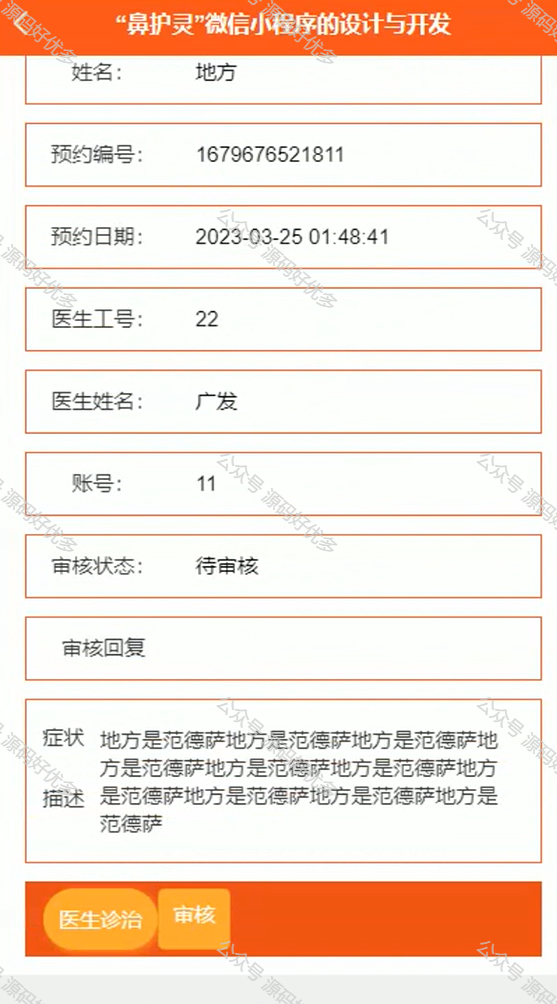 “鼻护灵”微信小程序的设计与开发
姓名： 地方
预约编号： 1679676521811
预约日期： 2023-03-25 01:48:41
医生工号： 22
医生姓名： 广发
账号： 11
审核状态： 待审核
审核回复
症状
描述
地方是范德萨地方是范德萨地方是范德萨地
方是范德萨地方是范德萨地方是范德萨地方
是范德萨地方是范德萨地方是范德萨地方是
范德萨
医生诊治 审核
公众号 源码好优多